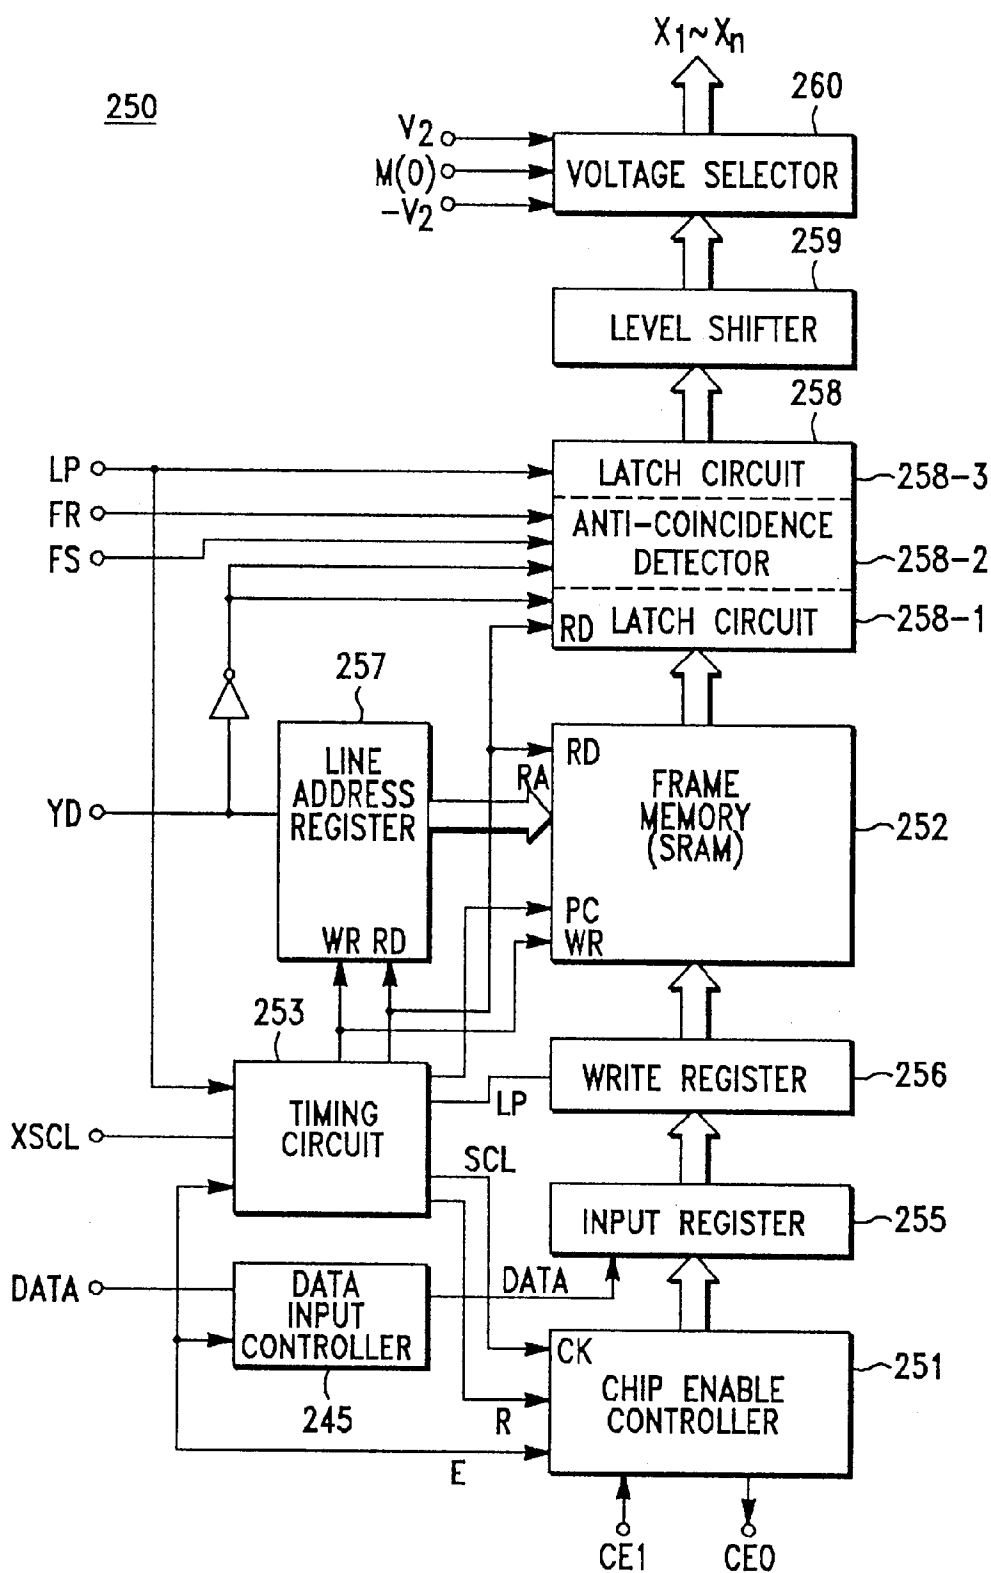 X1~Xn
250
260
V2
M(0)
-V2
VOLTAGE SELECTOR
259
LEVEL SHIFTER
258
LP
LATCH CIRCUIT
258-3
FR
FS
ANTI-COINCIDENCE
DETECTOR
258-2
RD
LATCH CIRCUIT
258-1
257
LINE
ADDRESS
REGISTER
WR RD
YD
RA
RD
FRAME
MEMORY
(SRAM)
PC
WR
252
253
TIMING
CIRCUIT
XSCL
LP
WRITE REGISTER
256
SCL
INPUT REGISTER
255
DATA
DATA
INPUT
CONTROLLER
245
DATA
CK
CHIP ENABLE
CONTROLLER
251
R
E
CE1
CE0